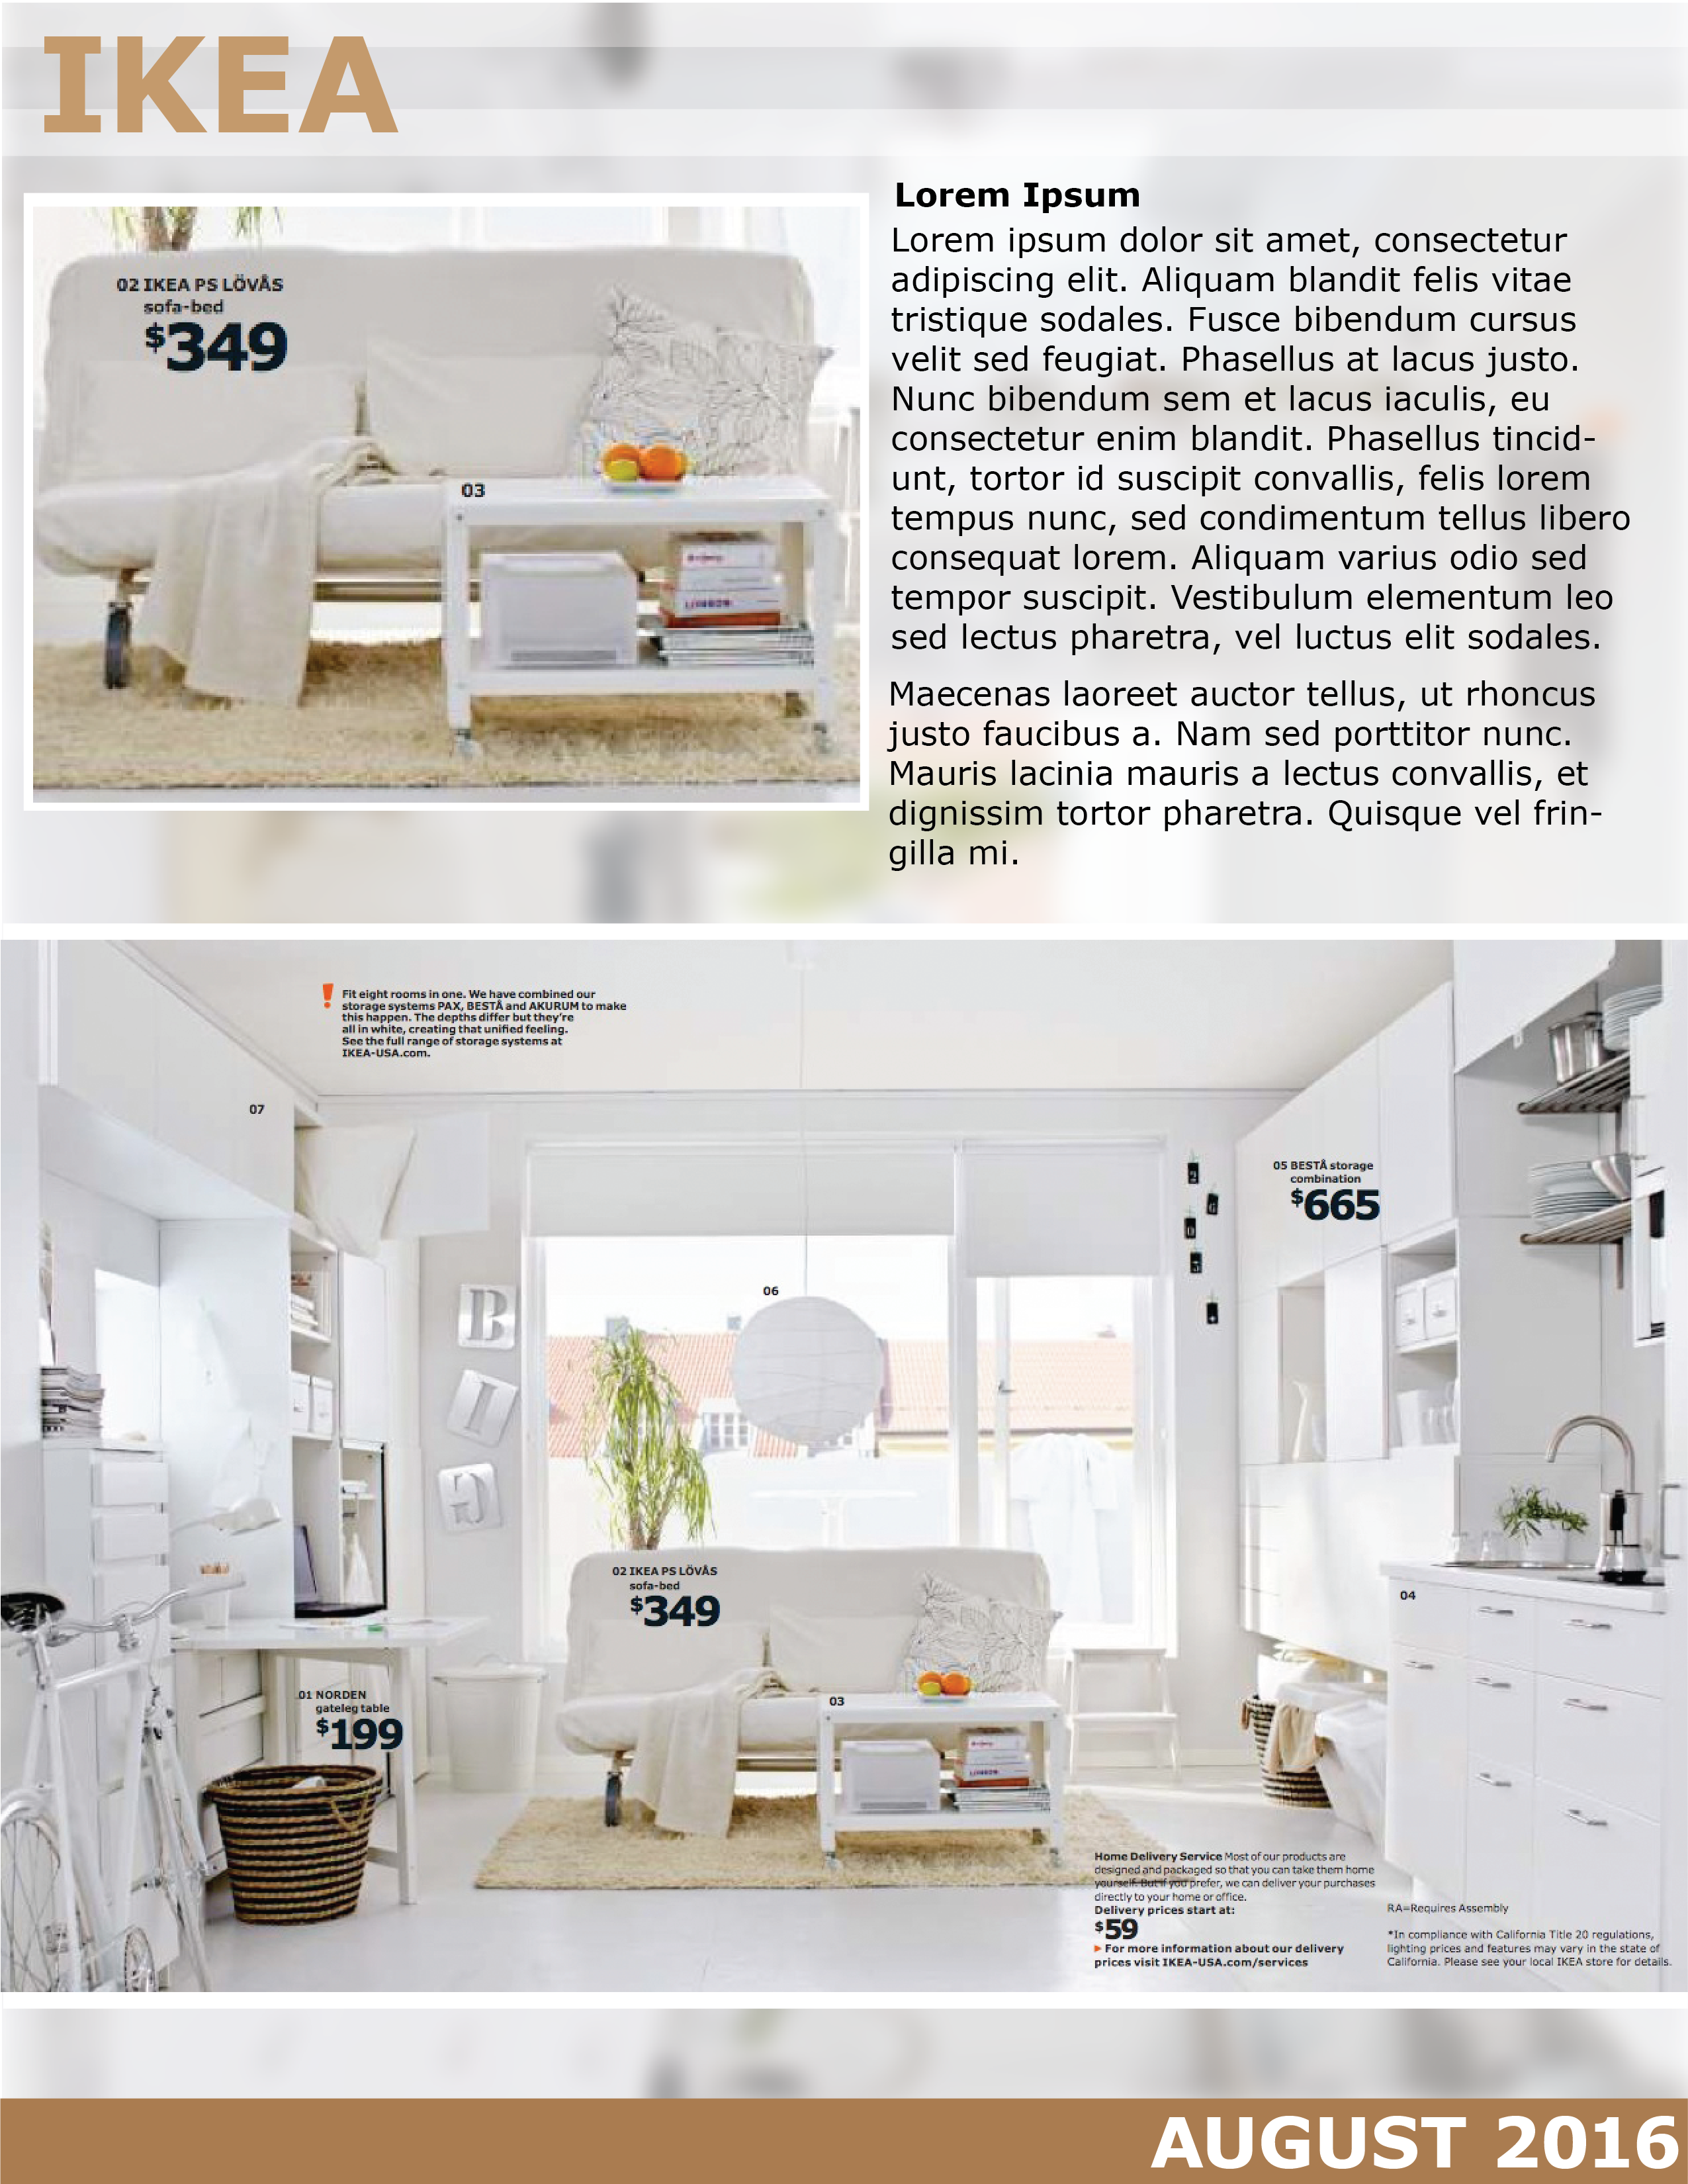 IKEA
02 IKEA PS LÖVÅS
sofa-bed
$349
03
Lorem Ipsum
Lorem ipsum dolor sit amet, consectetur
adipiscing elit. Aliquam blandit felis vitae
tristique sodales. Fusce bibendum cursus
velit sed feugiat. Phasellus at lacus justo.
Nunc bibendum sem et lacus iaculis, eu
consectetur enim blandit. Phasellus tincid-
unt, tortor id suscipit convallis, felis lorem
tempus nunc, sed condimentum tellus libero
consequat lorem. Aliquam varius odio sed
tempor suscipit. Vestibulum elementum leo
sed lectus pharetra, vel luctus elit sodales.
Maecenas laoreet auctor tellus, ut rhoncus
justo faucibus a. Nam sed porttitor nunc.
Mauris lacinia mauris a lectus convallis, et
dignissim tortor pharetra. Quisque vel frin-
gilla mi.
! Fit eight rooms in one. We have combined our
storage systems PAX, BESTÅ and AKURUM to make
this happen. The depths differ but they're
all in white, creating that unified feeling.
See the full range of storage systems at
IKEA-USA.com.
07
05 BESTÅ storage
combination
$665
06
B
I
G
02 IKEA PS LÖVÅS
sofa-bed
$349
04
01 NORDEN
gateleg table
$199
03
Home Delivery Service Most of our products are
designed and packaged so that you can take them home
yourself. But if you prefer, we can deliver your purchases
directly to your home or office.
Delivery prices start at:
$59
For more information about our delivery
prices visit IKEA-USA.com/services
RA=Requires Assembly
*In compliance with California Title 20 regulations,
lighting prices and features may vary in the state of
California. Please see your local IKEA store for details.
AUGUST 2016